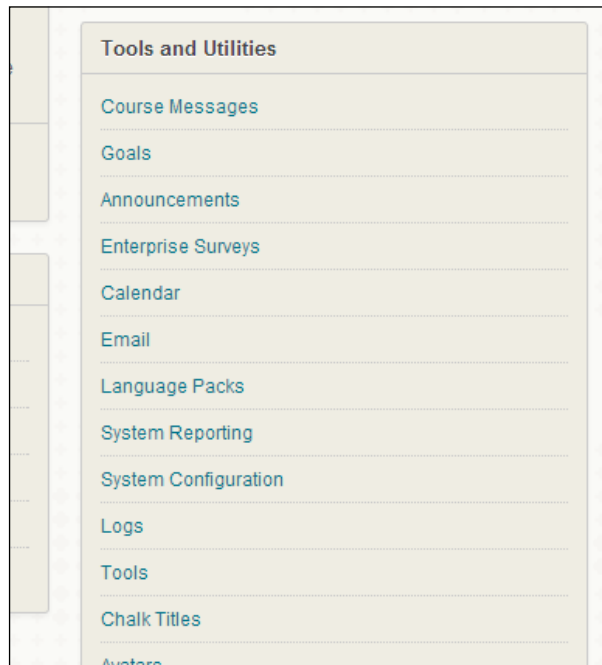 Tools and Utilities
Course Messages
Goals
Announcements
Enterprise Surveys
Calendar
Email
Language Packs
System Reporting
System Configuration
Logs
Tools
Chalk Titles
Avatars